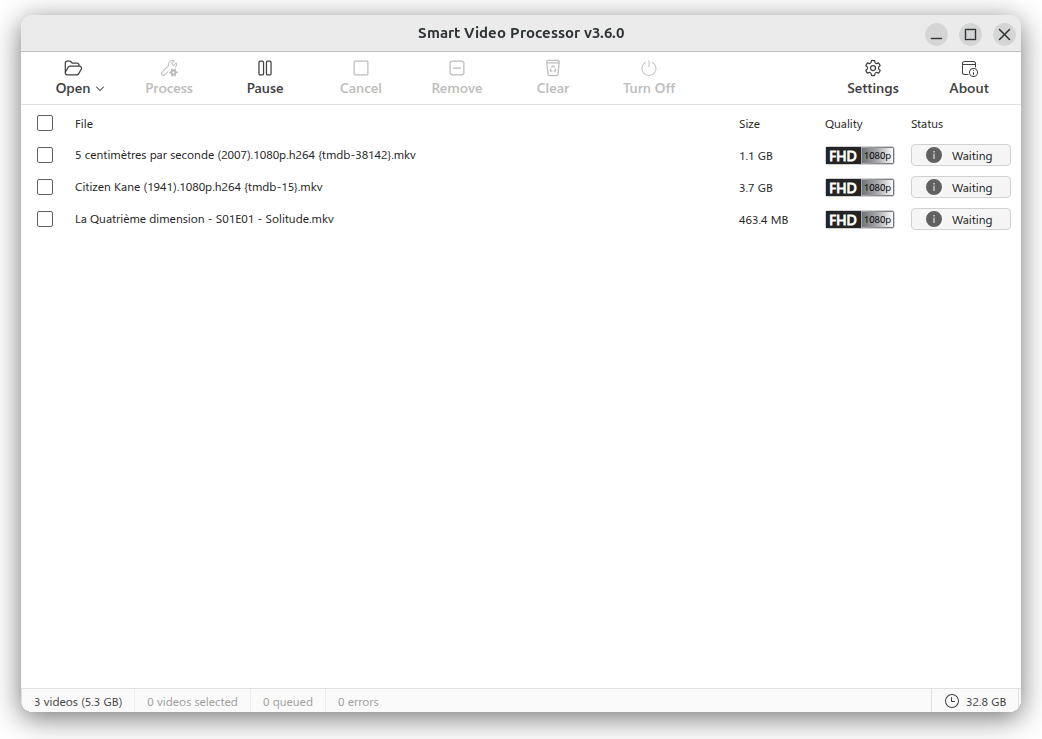 Smart Video Processor v3.6.0
Open Process Pause Cancel Remove Clear Turn Off Settings About
File Size Quality Status
5 centimètres par seconde (2007).1080p.h264 {tmdb-38142}.mkv 1.1 GB FHD 1080p Waiting
Citizen Kane (1941).1080p.h264 {tmdb-15}.mkv 3.7 GB FHD 1080p Waiting
La Quatrième dimension - S01E01 - Solitude.mkv 463.4 MB FHD 1080p Waiting
3 videos (5.3 GB) 0 videos selected 0 queued 0 errors 32.8 GB